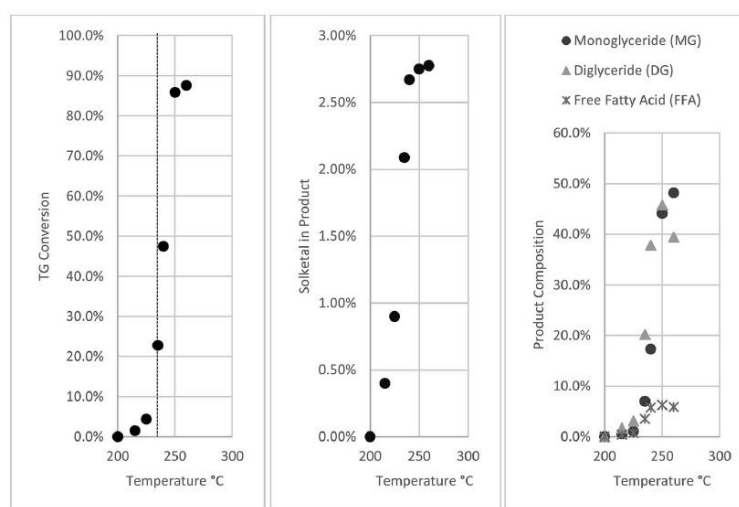 100.0%
90.0%
80.0%
70.0%
60.0%
50.0%
40.0%
30.0%
20.0%
10.0%
0.0%
TG Conversion
200 250 300
Temperature °C
3.00%
2.50%
2.00%
1.50%
1.00%
0.50%
0.00%
Solketal in Product
200 250 300
Temperature °C
Monoglyceride (MG)
Diglyceride (DG)
Free Fatty Acid (FFA)
60.0%
50.0%
40.0%
30.0%
20.0%
10.0%
0.0%
Product Composition
200 250 300
Temperature °C